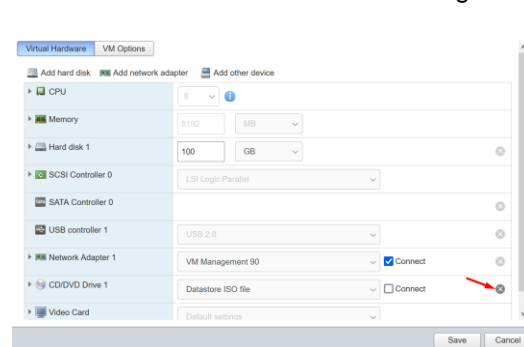 Virtual Hardware VM Options
Add hard disk Add network adapter Add other device
CPU 8
Memory 8192 MB
Hard disk 1 100 GB
SCSI Controller 0 LSI Logic Parallel
SATA Controller 0
USB controller 1 USB 2.0
Network Adapter 1 VM Management 90 Connect
CD/DVD Drive 1 Datastore ISO file Connect
Video Card Default settings
Save Cancel